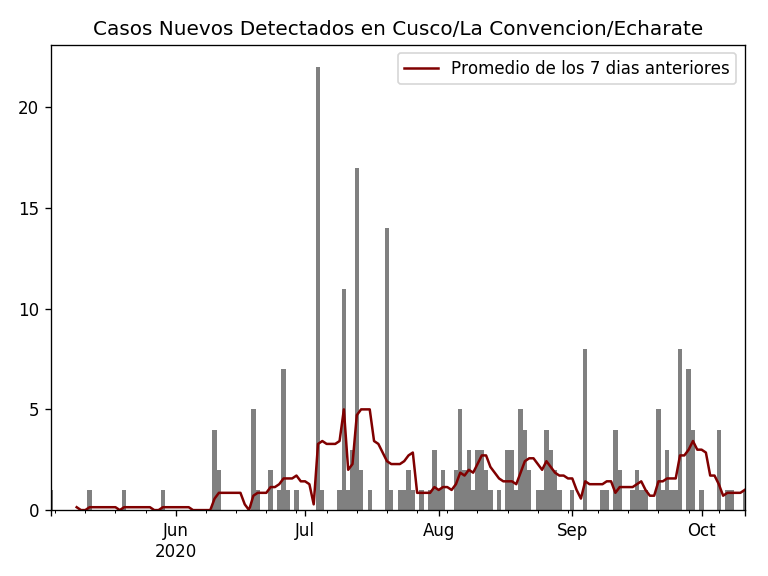 Casos Nuevos Detectados en Cusco/La Convencion/Echarate
Promedio de los 7 dias anteriores
20
15
10
5
0
Jun Jul Aug Sep Oct
2020